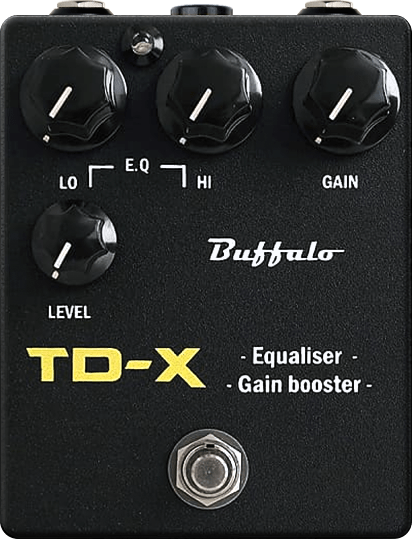 LO E.Q HI GAIN
LEVEL
Buffalo
TD-X
- Equaliser -
- Gain booster -